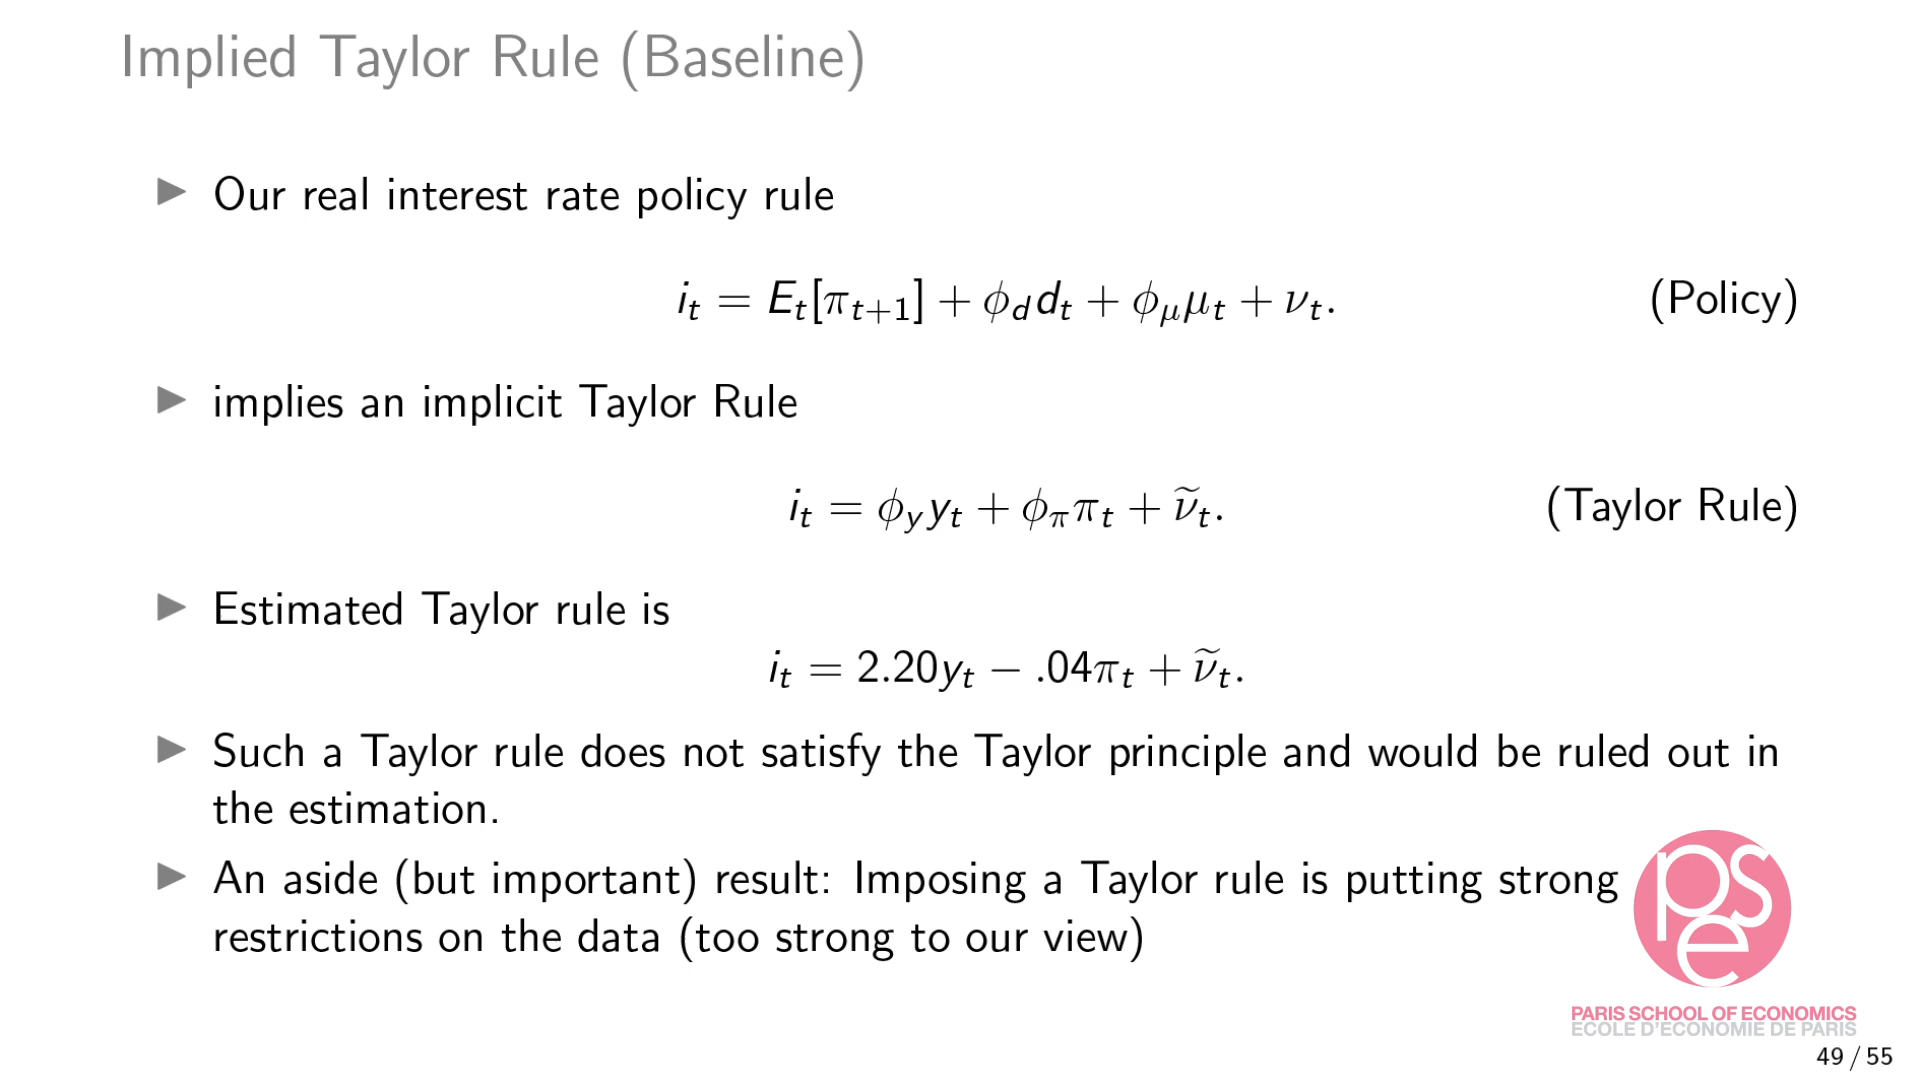 Implied Taylor Rule (Baseline)
▶ Our real interest rate policy rule
i_t = E_t[π_{t+1}] + ϕ_d d_t + ϕ_μ μ_t + ν_t. (Policy)
▶ implies an implicit Taylor Rule
i_t = ϕ_y y_t + ϕ_π π_t + ν̃_t. (Taylor Rule)
▶ Estimated Taylor rule is
i_t = 2.20y_t − .04π_t + ν̃_t.
▶ Such a Taylor rule does not satisfy the Taylor principle and would be ruled out in
the estimation.
▶ An aside (but important) result: Imposing a Taylor rule is putting strong
restrictions on the data (too strong to our view)
pse
PARIS SCHOOL OF ECONOMICS
ECOLE D'ECONOMIE DE PARIS
49 / 55